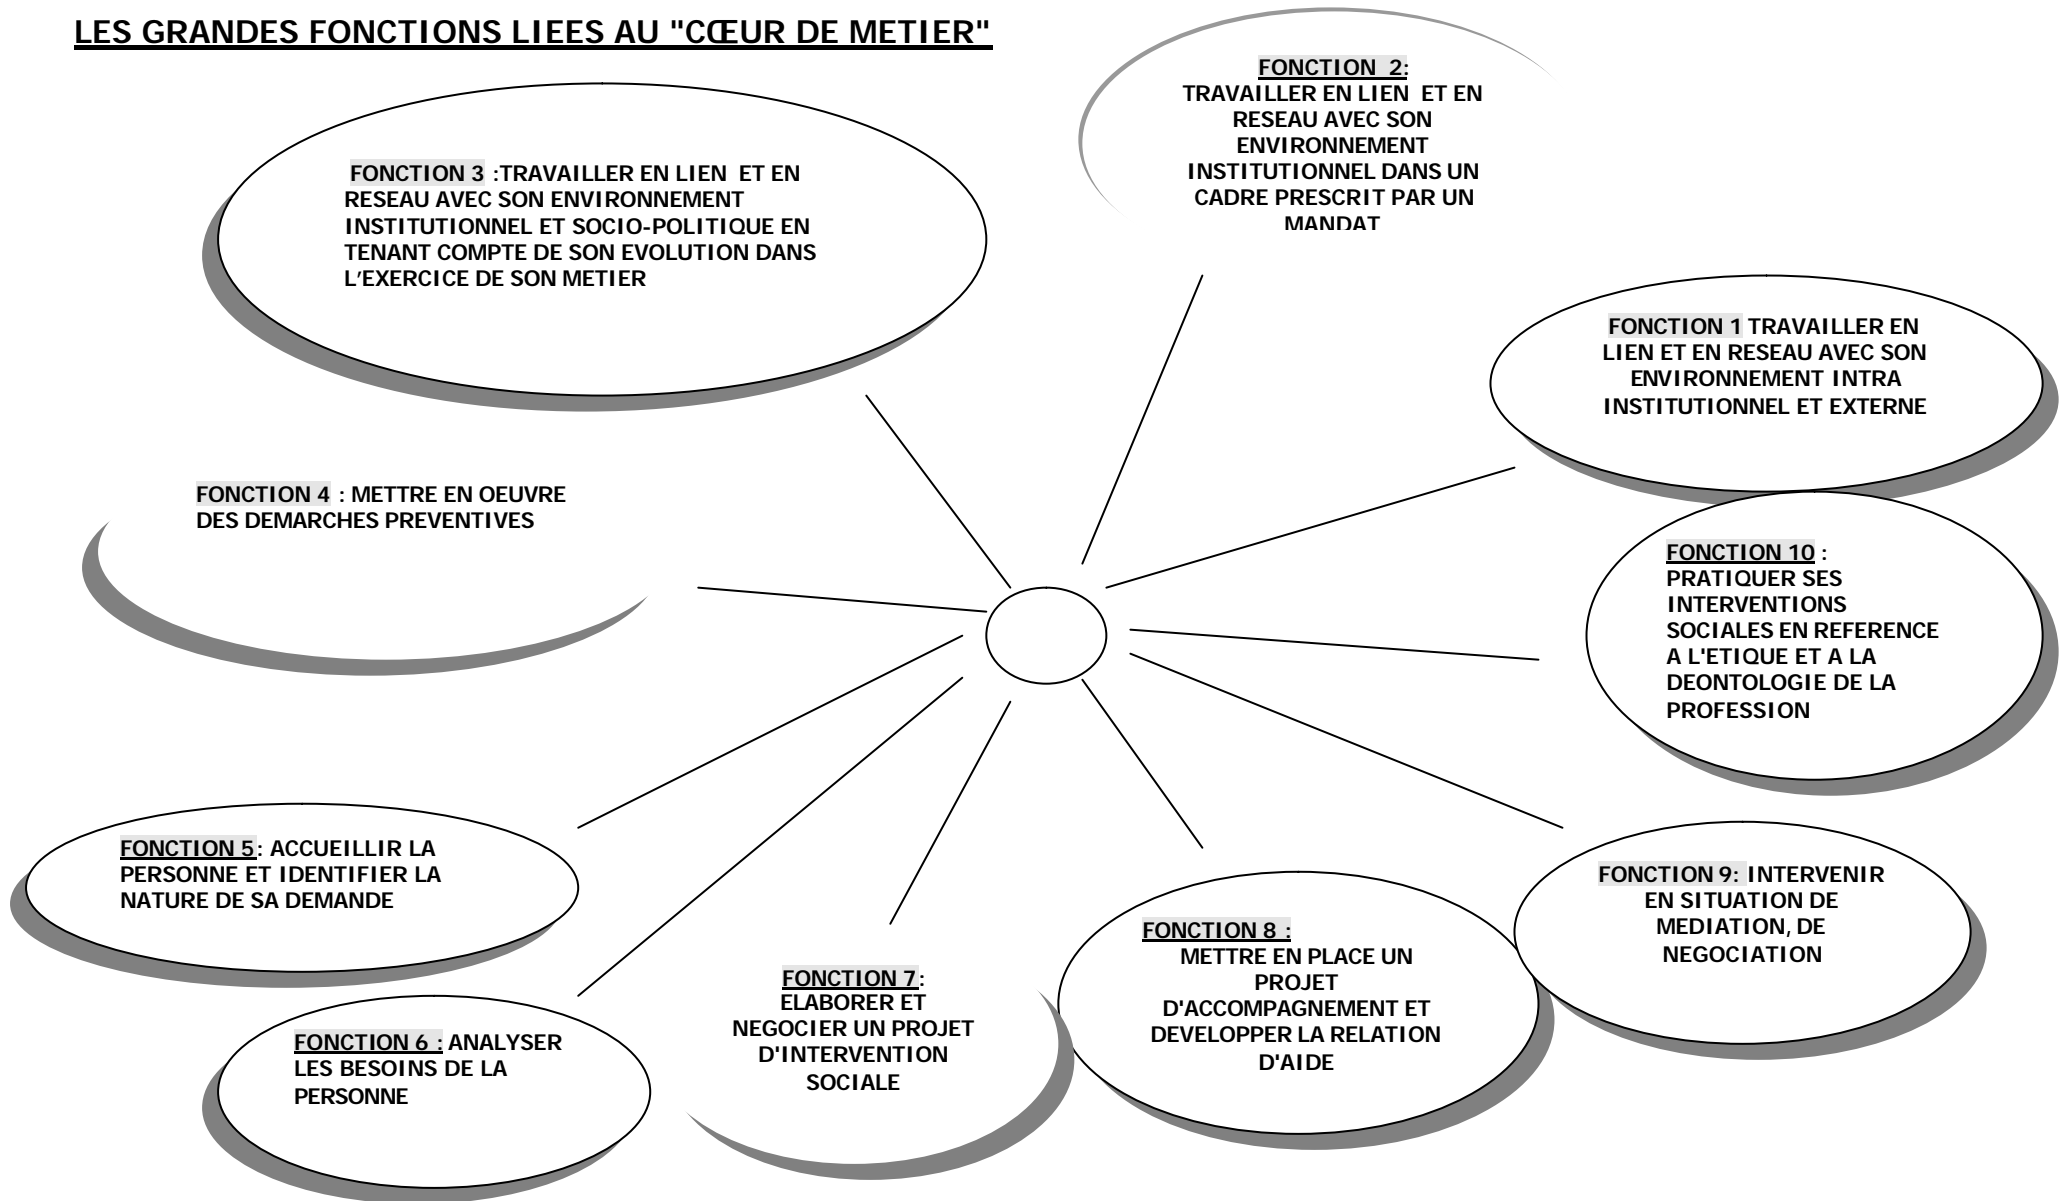 LES GRANDES FONCTIONS LIEES AU "CŒUR DE METIER"
FONCTION 2:
TRAVAILLER EN LIEN ET EN
RESEAU AVEC SON
ENVIRONNEMENT
INSTITUTIONNEL DANS UN
CADRE PRESCRIT PAR UN
MANDAT
FONCTION 3 :TRAVAILLER EN LIEN ET EN
RESEAU AVEC SON ENVIRONNEMENT
INSTITUTIONNEL ET SOCIO-POLITIQUE EN
TENANT COMPTE DE SON EVOLUTION DANS
L'EXERCICE DE SON METIER
FONCTION 1 TRAVAILLER EN
LIEN ET EN RESEAU AVEC SON
ENVIRONNEMENT INTRA
INSTITUTIONNEL ET EXTERNE
FONCTION 4 : METTRE EN OEUVRE
DES DEMARCHES PREVENTIVES
FONCTION 10 :
PRATIQUER SES
INTERVENTIONS
SOCIALES EN REFERENCE
A L'ETIQUE ET A LA
DEONTOLOGIE DE LA
PROFESSION
FONCTION 5: ACCUEILLIR LA
PERSONNE ET IDENTIFIER LA
NATURE DE SA DEMANDE
FONCTION 9: INTERVENIR
EN SITUATION DE
MEDIATION, DE
NEGOCIATION
FONCTION 8 :
METTRE EN PLACE UN
PROJET
D'ACCOMPAGNEMENT ET
DEVELOPPER LA RELATION
D'AIDE
FONCTION 7:
ELABORER ET
NEGOCIER UN PROJET
D'INTERVENTION
SOCIALE
FONCTION 6 : ANALYSER
LES BESOINS DE LA
PERSONNE